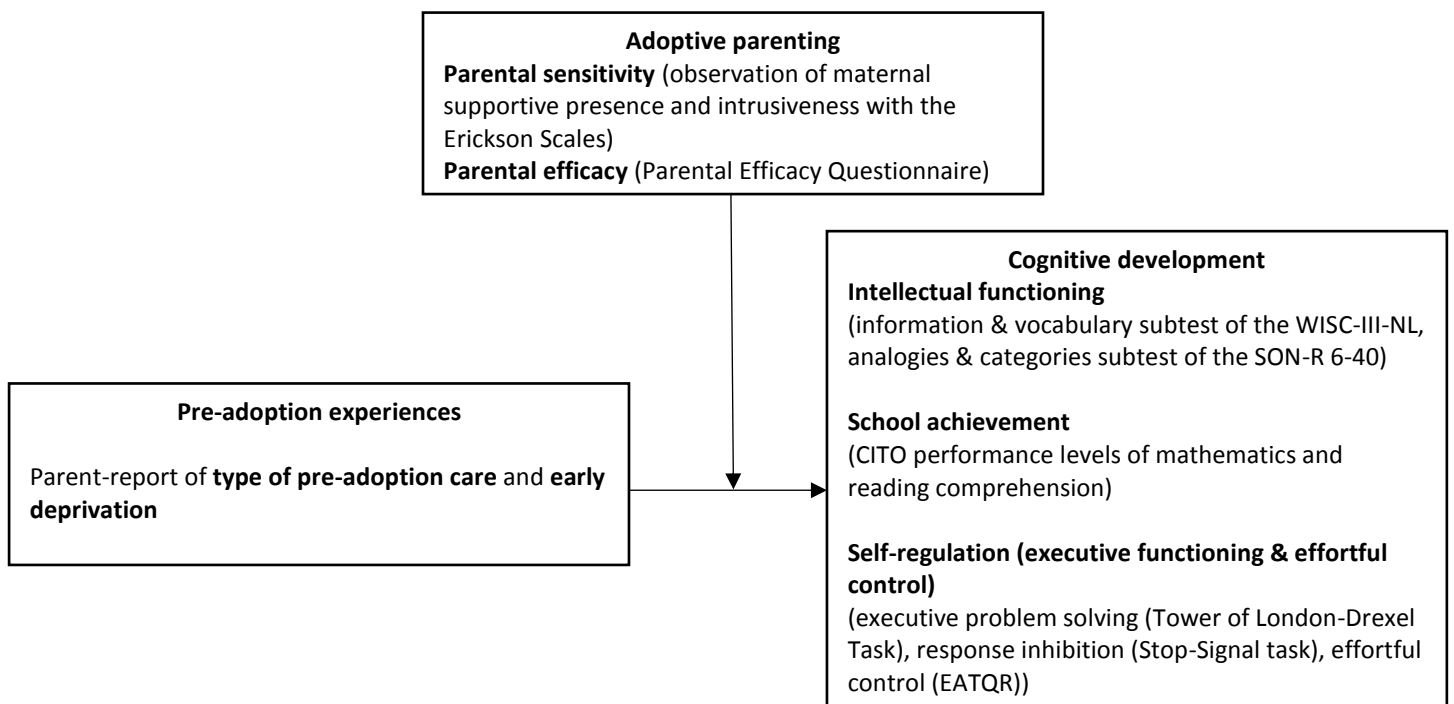 Adoptive parenting
Parental sensitivity (observation of maternal
supportive presence and intrusiveness with the
Erickson Scales)
Parental efficacy (Parental Efficacy Questionnaire)
Pre-adoption experiences
Parent-report of type of pre-adoption care and early
deprivation
Cognitive development
Intellectual functioning
(information & vocabulary subtest of the WISC-III-NL,
analogies & categories subtest of the SON-R 6-40)
School achievement
(CITO performance levels of mathematics and
reading comprehension)
Self-regulation (executive functioning & effortful
control)
(executive problem solving (Tower of London-Drexel
Task), response inhibition (Stop-Signal task), effortful
control (EATQR))